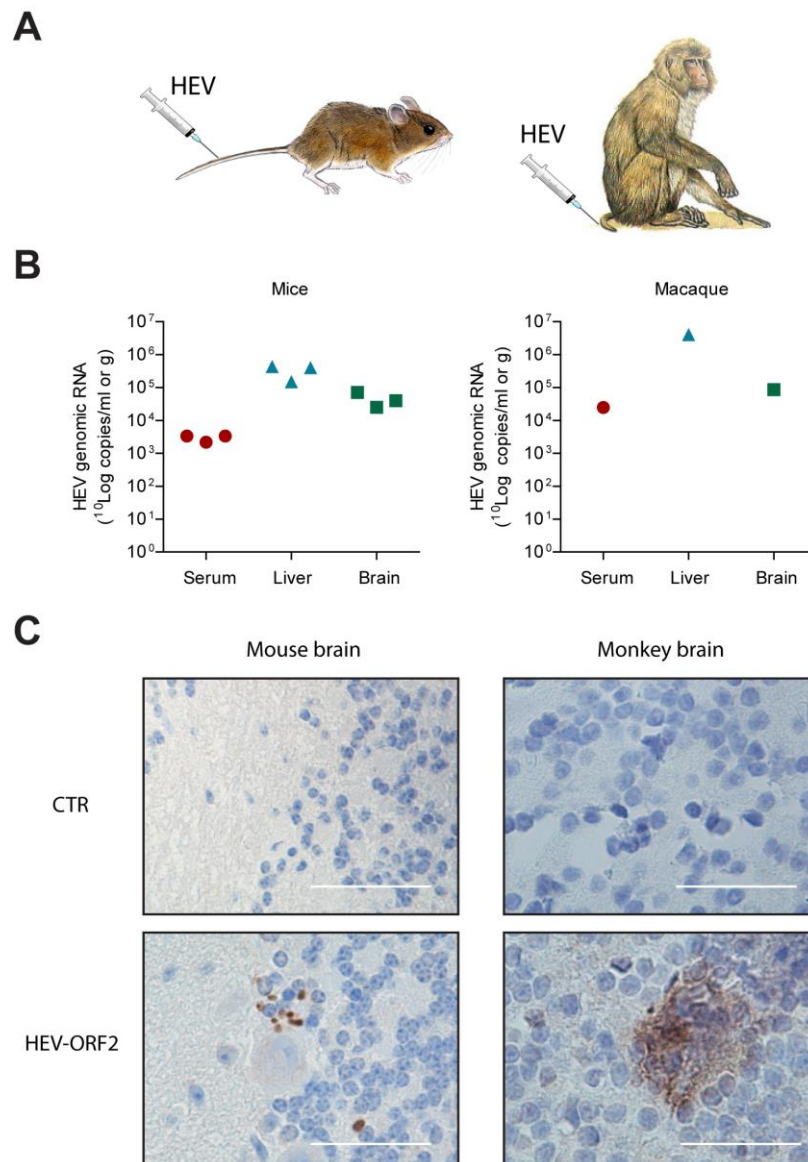 A
HEV
HEV
B
Mice
Macaque
HEV genomic RNA
(¹⁰Log copies/ml or g)
10⁷
10⁶
10⁵
10⁴
10³
10²
10¹
10⁰
Serum Liver Brain
HEV genomic RNA
(¹⁰Log copies/ml or g)
10⁷
10⁶
10⁵
10⁴
10³
10²
10¹
10⁰
Serum Liver Brain
C
Mouse brain
Monkey brain
CTR
HEV-ORF2